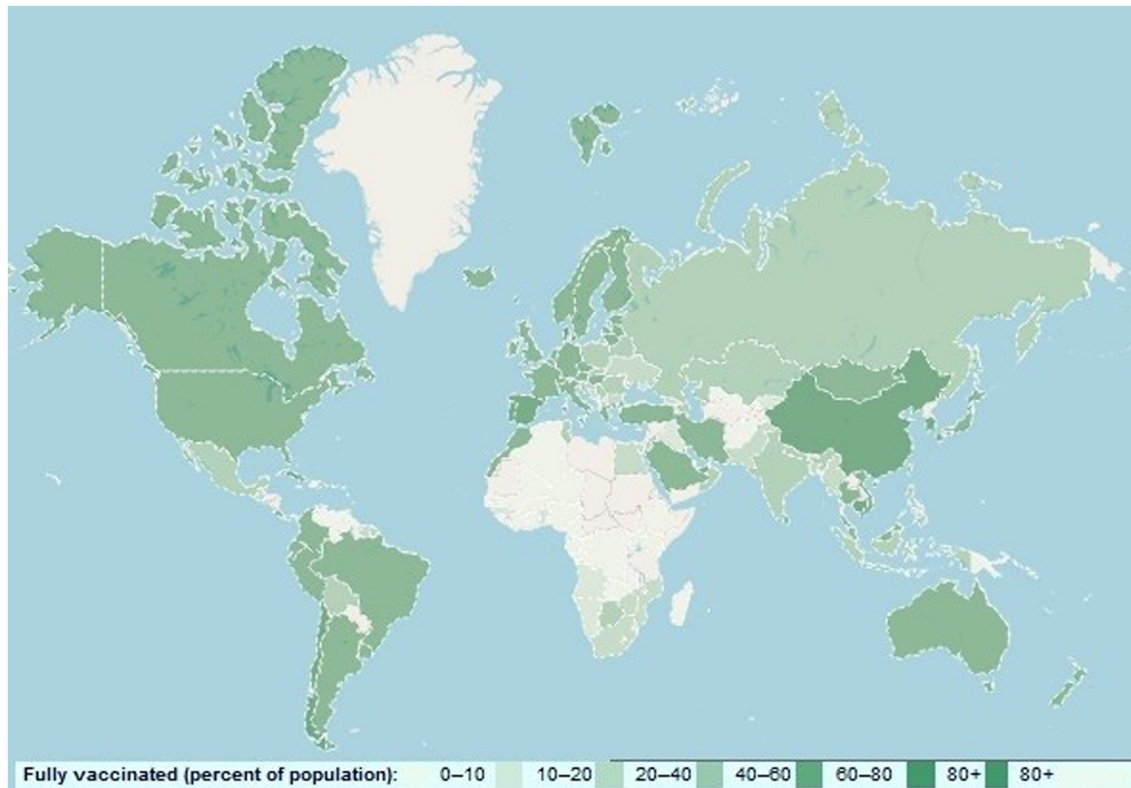 Fully vaccinated (percent of population): 0–10 10–20 20–40 40–60 60–80 80+ 80+